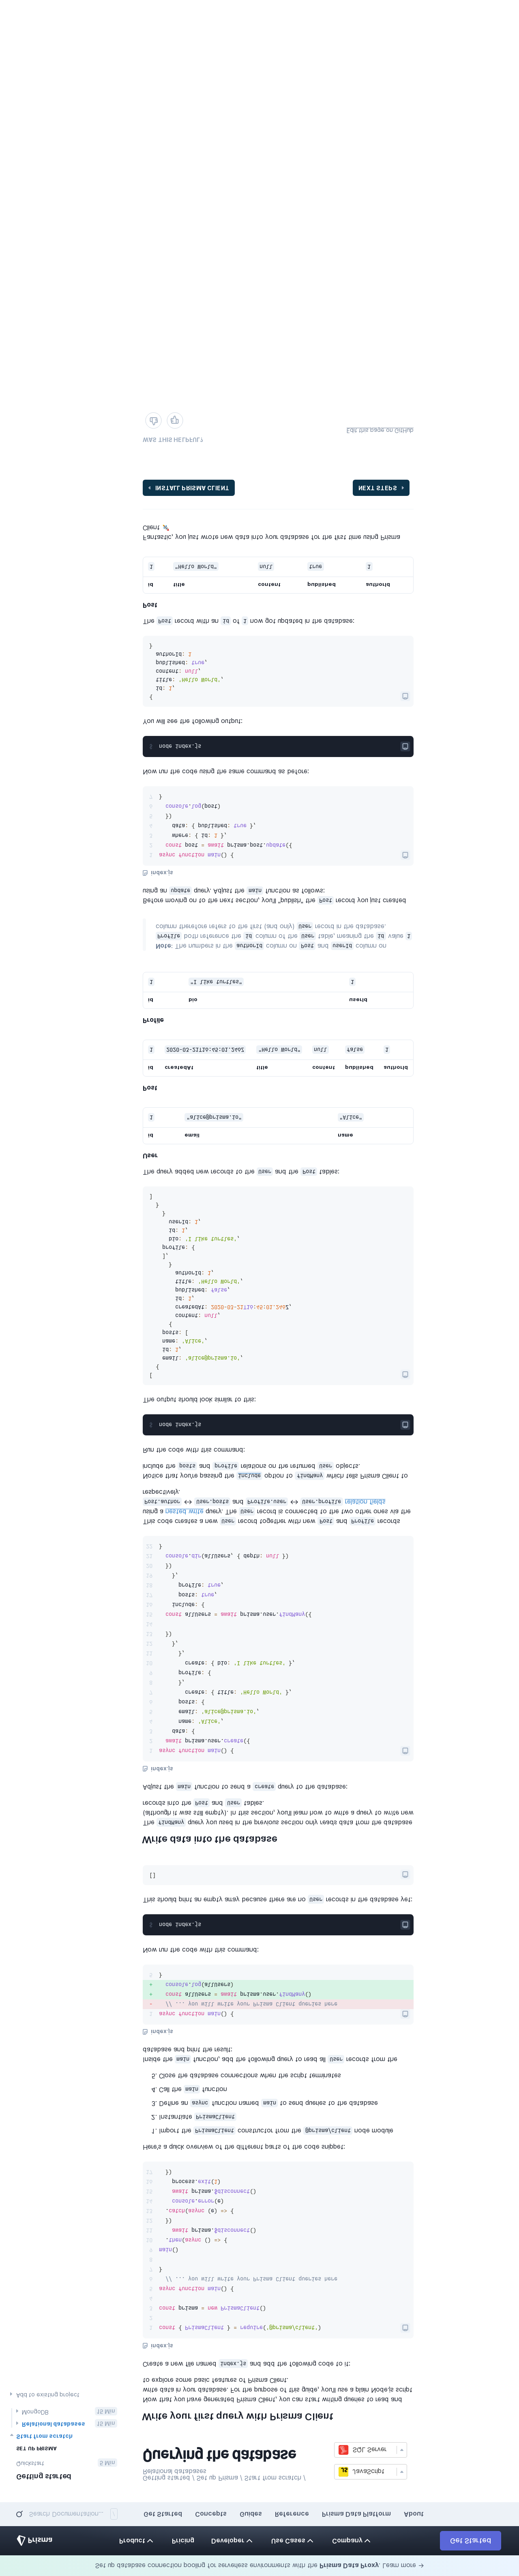 Set up database connection pooling for serverless environments with the Prisma Data Proxy. Learn more →
Prisma Product Pricing Developer Use Cases Company Get Started
Search Documentation... / Get Started Concepts Guides Reference Prisma Data Platform About
Getting started
Quickstart 5 Min
SET UP PRISMA
Start from scratch
Relational databases 15 Min
MongoDB 15 Min
Add to existing project
Getting started / Set up Prisma / Start from scratch /
Relational databases
JavaScript
Querying the database
SQL Server
Write your first query with Prisma Client
Now that you have generated Prisma Client, you can start writing queries to read and
write data in your database. For the purpose of this guide, you'll use a plain Node.js script
to explore some basic features of Prisma Client.
Create a new file named index.js and add the following code to it:
index.js
1 const { PrismaClient } = require('@prisma/client')
2
3 const prisma = new PrismaClient()
4
5 async function main() {
6 // ... you will write your Prisma Client queries here
7 }
8
9 main()
10 .then(async () => {
11 await prisma.$disconnect()
12 })
13 .catch(async (e) => {
14 console.error(e)
15 await prisma.$disconnect()
16 process.exit(1)
17 })
Here's a quick overview of the different parts of the code snippet:
1. Import the PrismaClient constructor from the @prisma/client node module
2. Instantiate PrismaClient
3. Define an async function named main to send queries to the database
4. Call the main function
5. Close the database connections when the script terminates
Inside the main function, add the following query to read all User records from the
database and print the result:
index.js
1 async function main() {
- // ... you will write your Prisma Client queries here
+ const allUsers = await prisma.user.findMany()
+ console.log(allUsers)
}
Now run the code with this command:
node index.js
This should print an empty array because there are no User records in the database yet:
[]
Write data into the database
The findMany query you used in the previous section only reads data from the database
(although it was still empty). In this section, you'll learn how to write a query to write new
records into the Post and User tables.
Adjust the main function to send a create query to the database:
index.js
1 async function main() {
2 await prisma.user.create({
3 data: {
4 name: 'Alice',
5 email: 'alice@prisma.io',
6 posts: {
7 create: { title: 'Hello World' },
8 },
9 profile: {
10 create: { bio: 'I like turtles' },
11 },
12 },
13 })
14
15 const allUsers = await prisma.user.findMany({
16 include: {
17 posts: true,
18 profile: true,
19 },
20 })
21 console.dir(allUsers, { depth: null })
22 }
This code creates a new User record together with new Post and Profile records
using a nested write query. The User record is connected to the two other ones via the
Post.author ↔ User.posts and Profile.user ↔ User.profile relation fields
respectively.
Notice that you're passing the include option to findMany which tells Prisma Client to
include the posts and profile relations on the returned User objects.
Run the code with this command:
1 node index.js
The output should look similar to this:
[
{
email: 'alice@prisma.io',
id: 1,
name: 'Alice',
posts: [
{
content: null,
createdAt: 2020-03-21T16:45:01.246Z,
id: 1,
published: false,
title: 'Hello World',
authorId: 1,
}
],
profile: {
bio: 'I like turtles',
id: 1,
userId: 1,
}
}
]
The query added new records to the User and the Post tables:
User
id email name
1 "alice@prisma.io" "Alice"
Post
id createdAt title content published authorId
1 2020-03-21T16:45:01.246Z "Hello World" null false 1
Profile
id bio userId
1 "I like turtles" 1
Note: The numbers in the authorId column on Post and userId column on
Profile both reference the id column of the User table, meaning the id value 1
column therefore refers to the first (and only) User record in the database.
Before moving on to the next section, you'll "publish" the Post record you just created
using an update query. Adjust the main function as follows:
index.js
1 async function main() {
2 const post = await prisma.post.update({
3 where: { id: 1 },
4 data: { published: true },
5 })
6 console.log(post)
7 }
Now run the code using the same command as before:
1 node index.js
You will see the following output:
{
id: 1,
title: 'Hello World',
content: null,
published: true,
authorId: 1
}
The Post record with an id of 1 now got updated in the database:
Post
id title content published authorId
1 "Hello World" null true 1
Fantastic, you just wrote new data into your database for the first time using Prisma
Client 🚀
INSTALL PRISMA CLIENT NEXT STEPS
WAS THIS HELPFUL?
Edit this page on GitHub